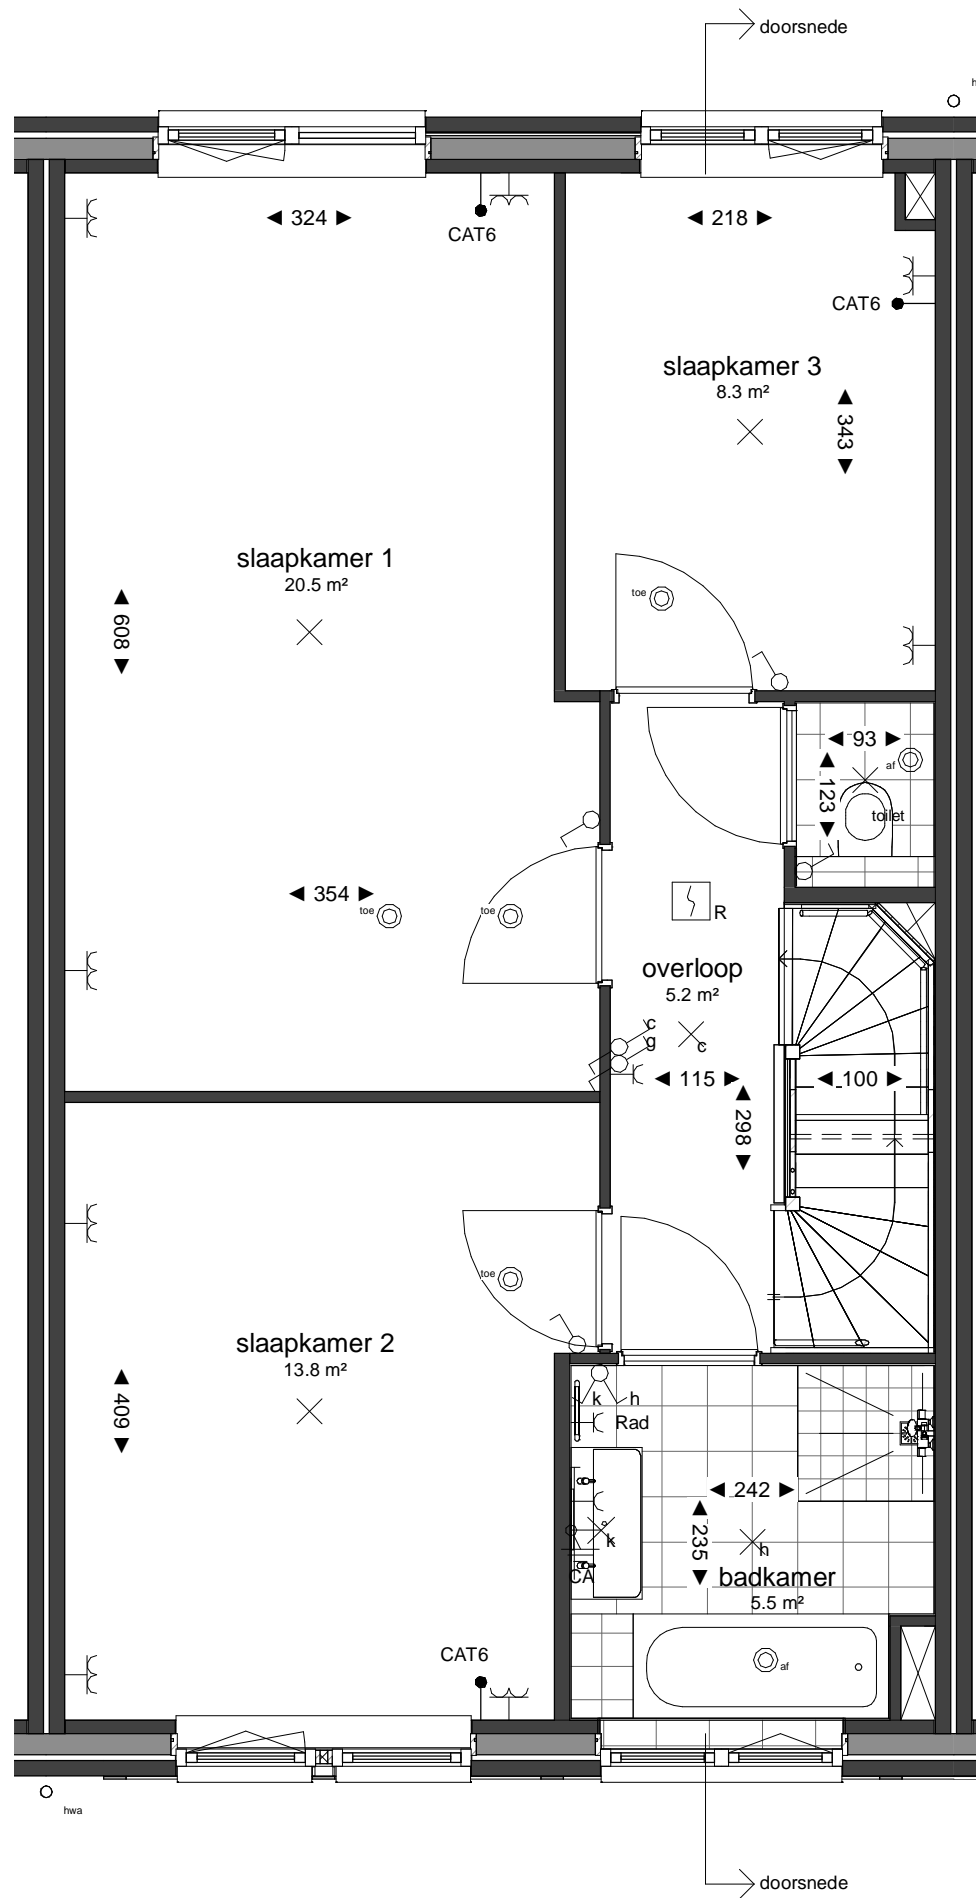 doorsnede
h
◄ 324 ►
CAT6
◄ 218 ►
CAT6
slaapkamer 3
8.3 m²
◄ 343 ►
slaapkamer 1
20.5 m²
◄ 608 ►
toe
◄ 93 ►
af
◄ 123 ►
toilet
◄ 354 ►
toe
toe
R
overloop
5.2 m²
c
g
c
◄ 115 ►
◄ 100 ►
◄ 298 ►
toe
slaapkamer 2
13.8 m²
◄ 409 ►
k
h
Rad
◄ 242 ►
◄ 235 ►
k
h
CA
badkamer
5.5 m²
CAT6
af
hwa
doorsnede